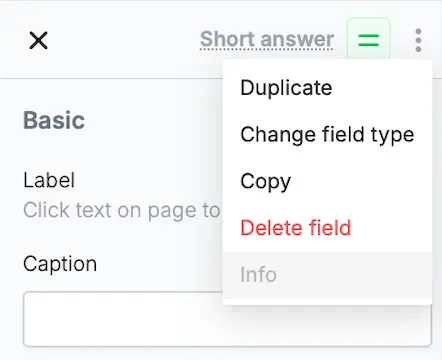 Short answer
Duplicate
Change field type
Copy
Delete field
Info
Basic
Label
Click text on page to
Caption